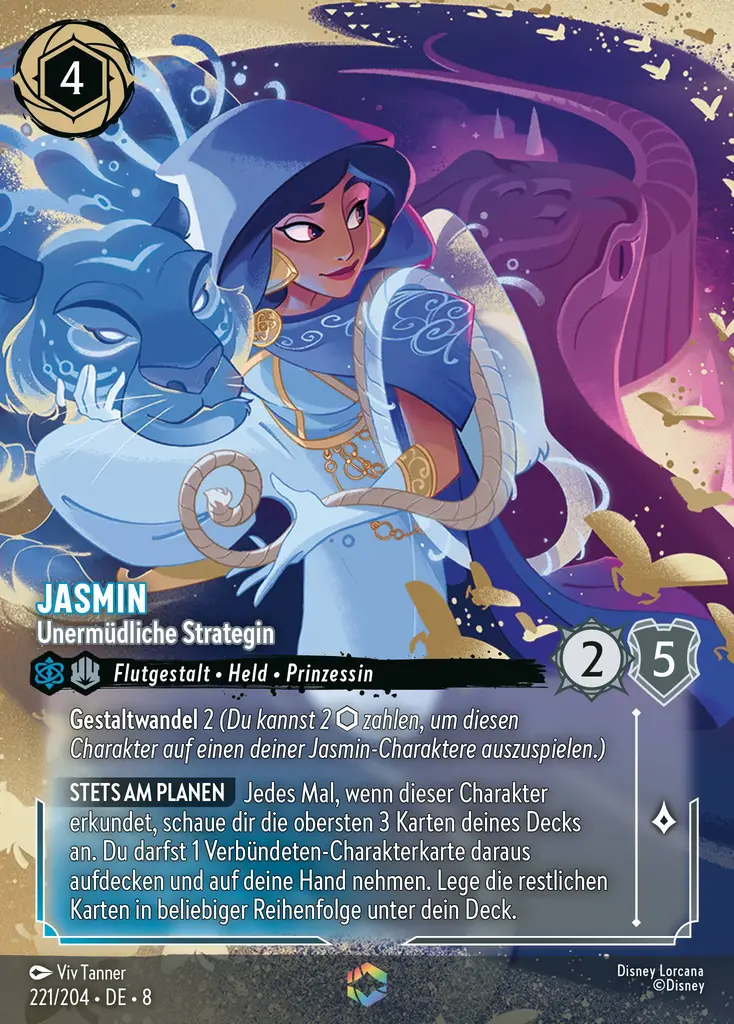 4
JASMIN
Unermüdliche Strategin
2
5
Flutgestalt • Held • Prinzessin
Gestaltwandel 2 (Du kannst 2 ⬡ zahlen, um diesen
Charakter auf einen deiner Jasmin-Charaktere auszuspielen.)
STETS AM PLANEN Jedes Mal, wenn dieser Charakter
erkundet, schaue dir die obersten 3 Karten deines Decks
an. Du darfst 1 Verbündeten-Charakterkarte daraus
aufdecken und auf deine Hand nehmen. Lege die restlichen
Karten in beliebiger Reihenfolge unter dein Deck.
Viv Tanner
221/204 • DE • 8
Disney Lorcana
©Disney